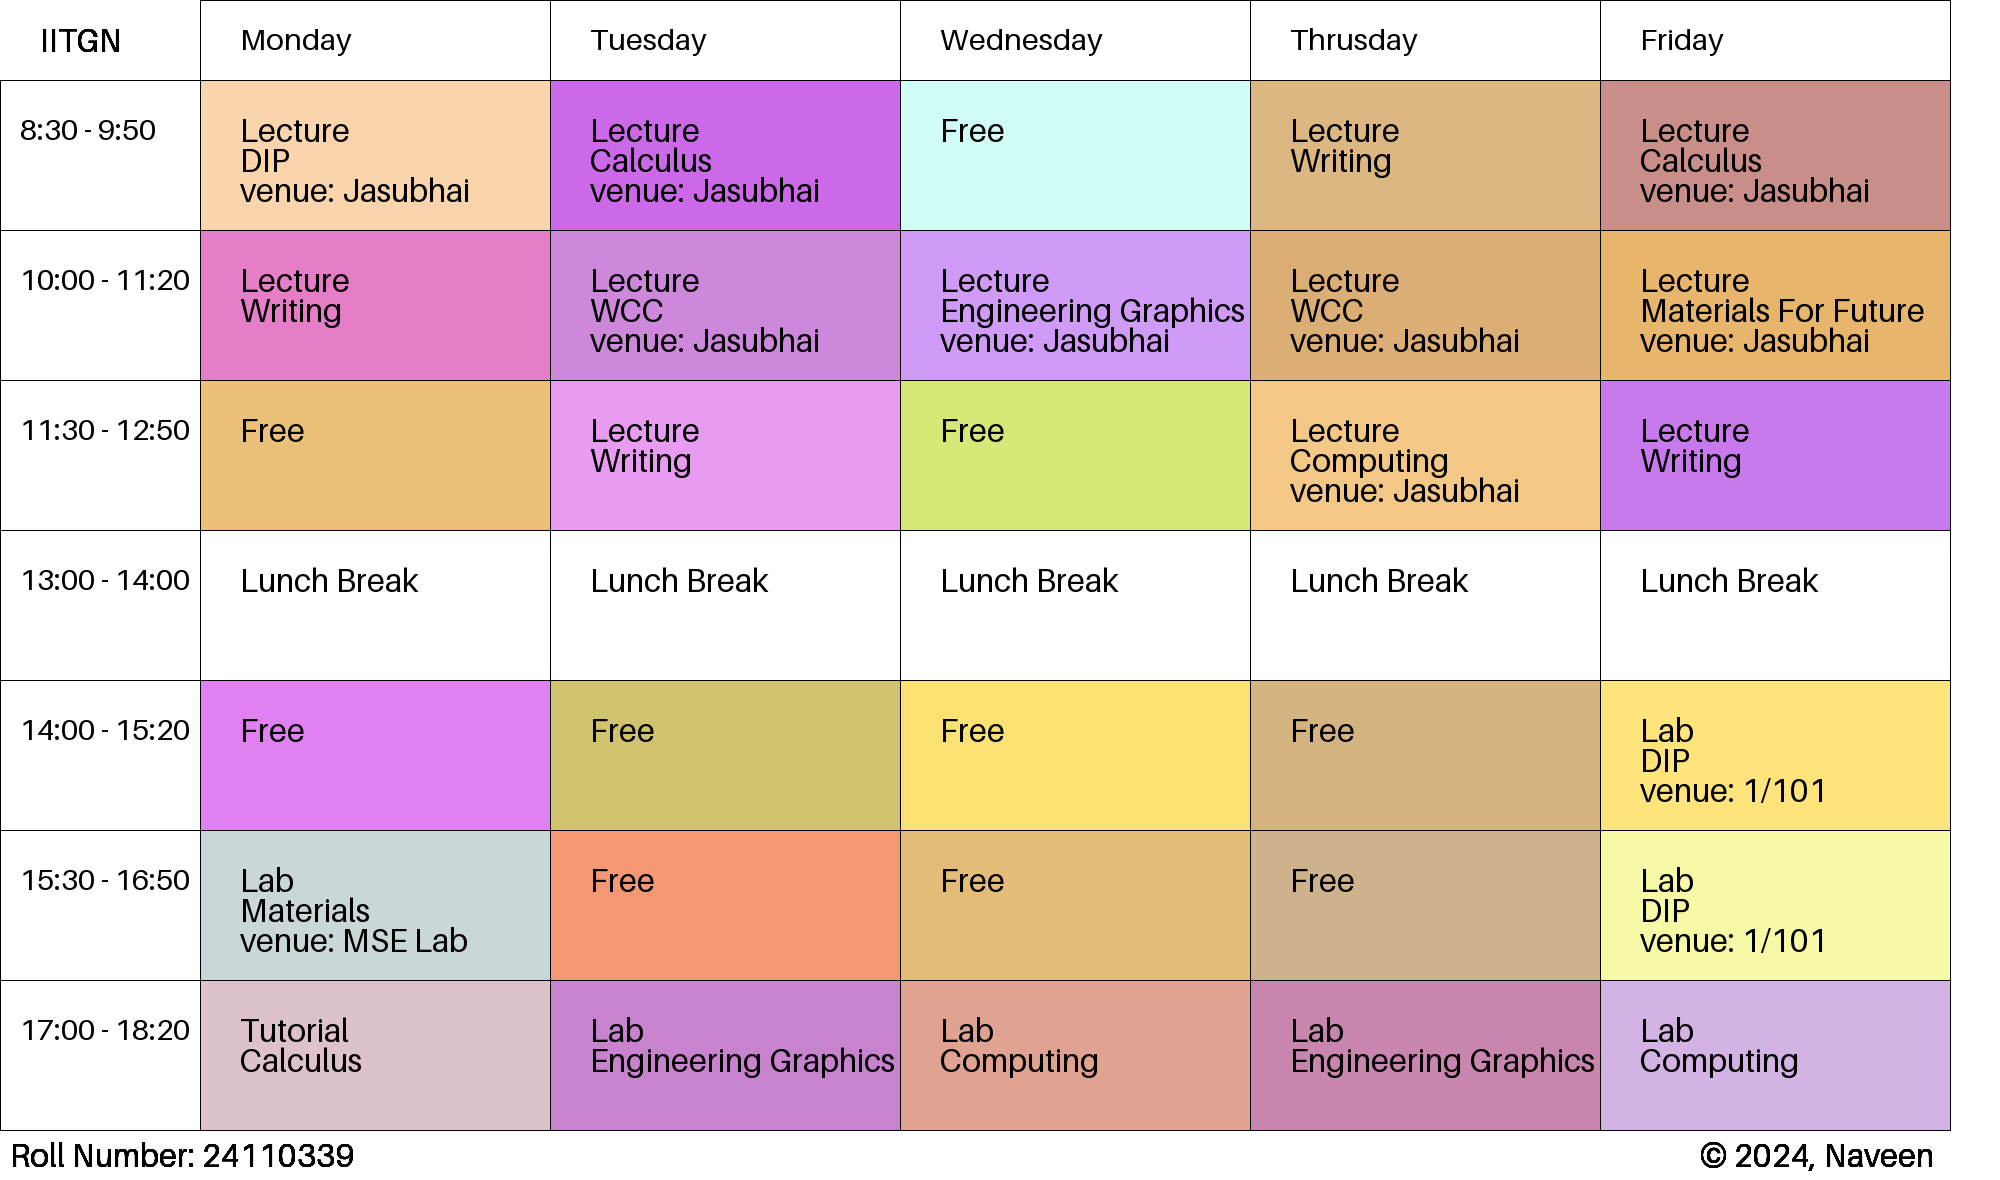 IITGN
Monday
Tuesday
Wednesday
Thrusday
Friday
8:30 - 9:50
Lecture
DIP
venue: Jasubhai
Lecture
Calculus
venue: Jasubhai
Free
Lecture
Writing
Lecture
Calculus
venue: Jasubhai
10:00 - 11:20
Lecture
Writing
Lecture
WCC
venue: Jasubhai
Lecture
Engineering Graphics
venue: Jasubhai
Lecture
WCC
venue: Jasubhai
Lecture
Materials For Future
venue: Jasubhai
11:30 - 12:50
Free
Lecture
Writing
Free
Lecture
Computing
venue: Jasubhai
Lecture
Writing
13:00 - 14:00
Lunch Break
Lunch Break
Lunch Break
Lunch Break
Lunch Break
14:00 - 15:20
Free
Free
Free
Free
Lab
DIP
venue: 1/101
15:30 - 16:50
Lab
Materials
venue: MSE Lab
Free
Free
Free
Lab
DIP
venue: 1/101
17:00 - 18:20
Tutorial
Calculus
Lab
Engineering Graphics
Lab
Computing
Lab
Engineering Graphics
Lab
Computing
Roll Number: 24110339
© 2024, Naveen